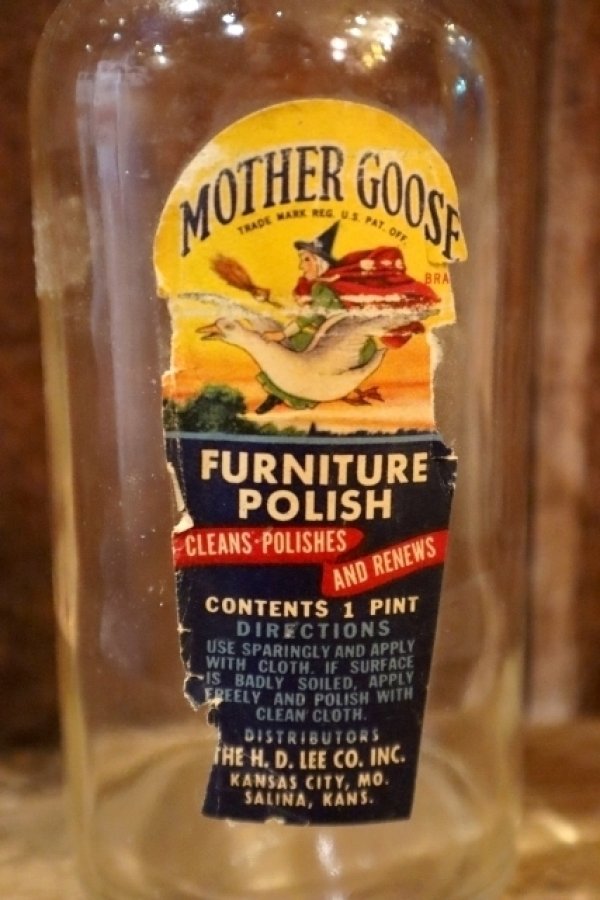 MOTHER GOOSE
TRADE MARK REG. U.S. PAT. OFF.
BRA
FURNITURE
POLISH
CLEANS-POLISHES
AND RENEWS
CONTENTS 1 PINT
DIRECTIONS
USE SPARINGLY AND APPLY
WITH CLOTH. IF SURFACE
IS BADLY SOILED, APPLY
FREELY AND POLISH WITH
CLEAN CLOTH.
DISTRIBUTORS
THE H. D. LEE CO. INC.
KANSAS CITY, MO.
SALINA, KANS.